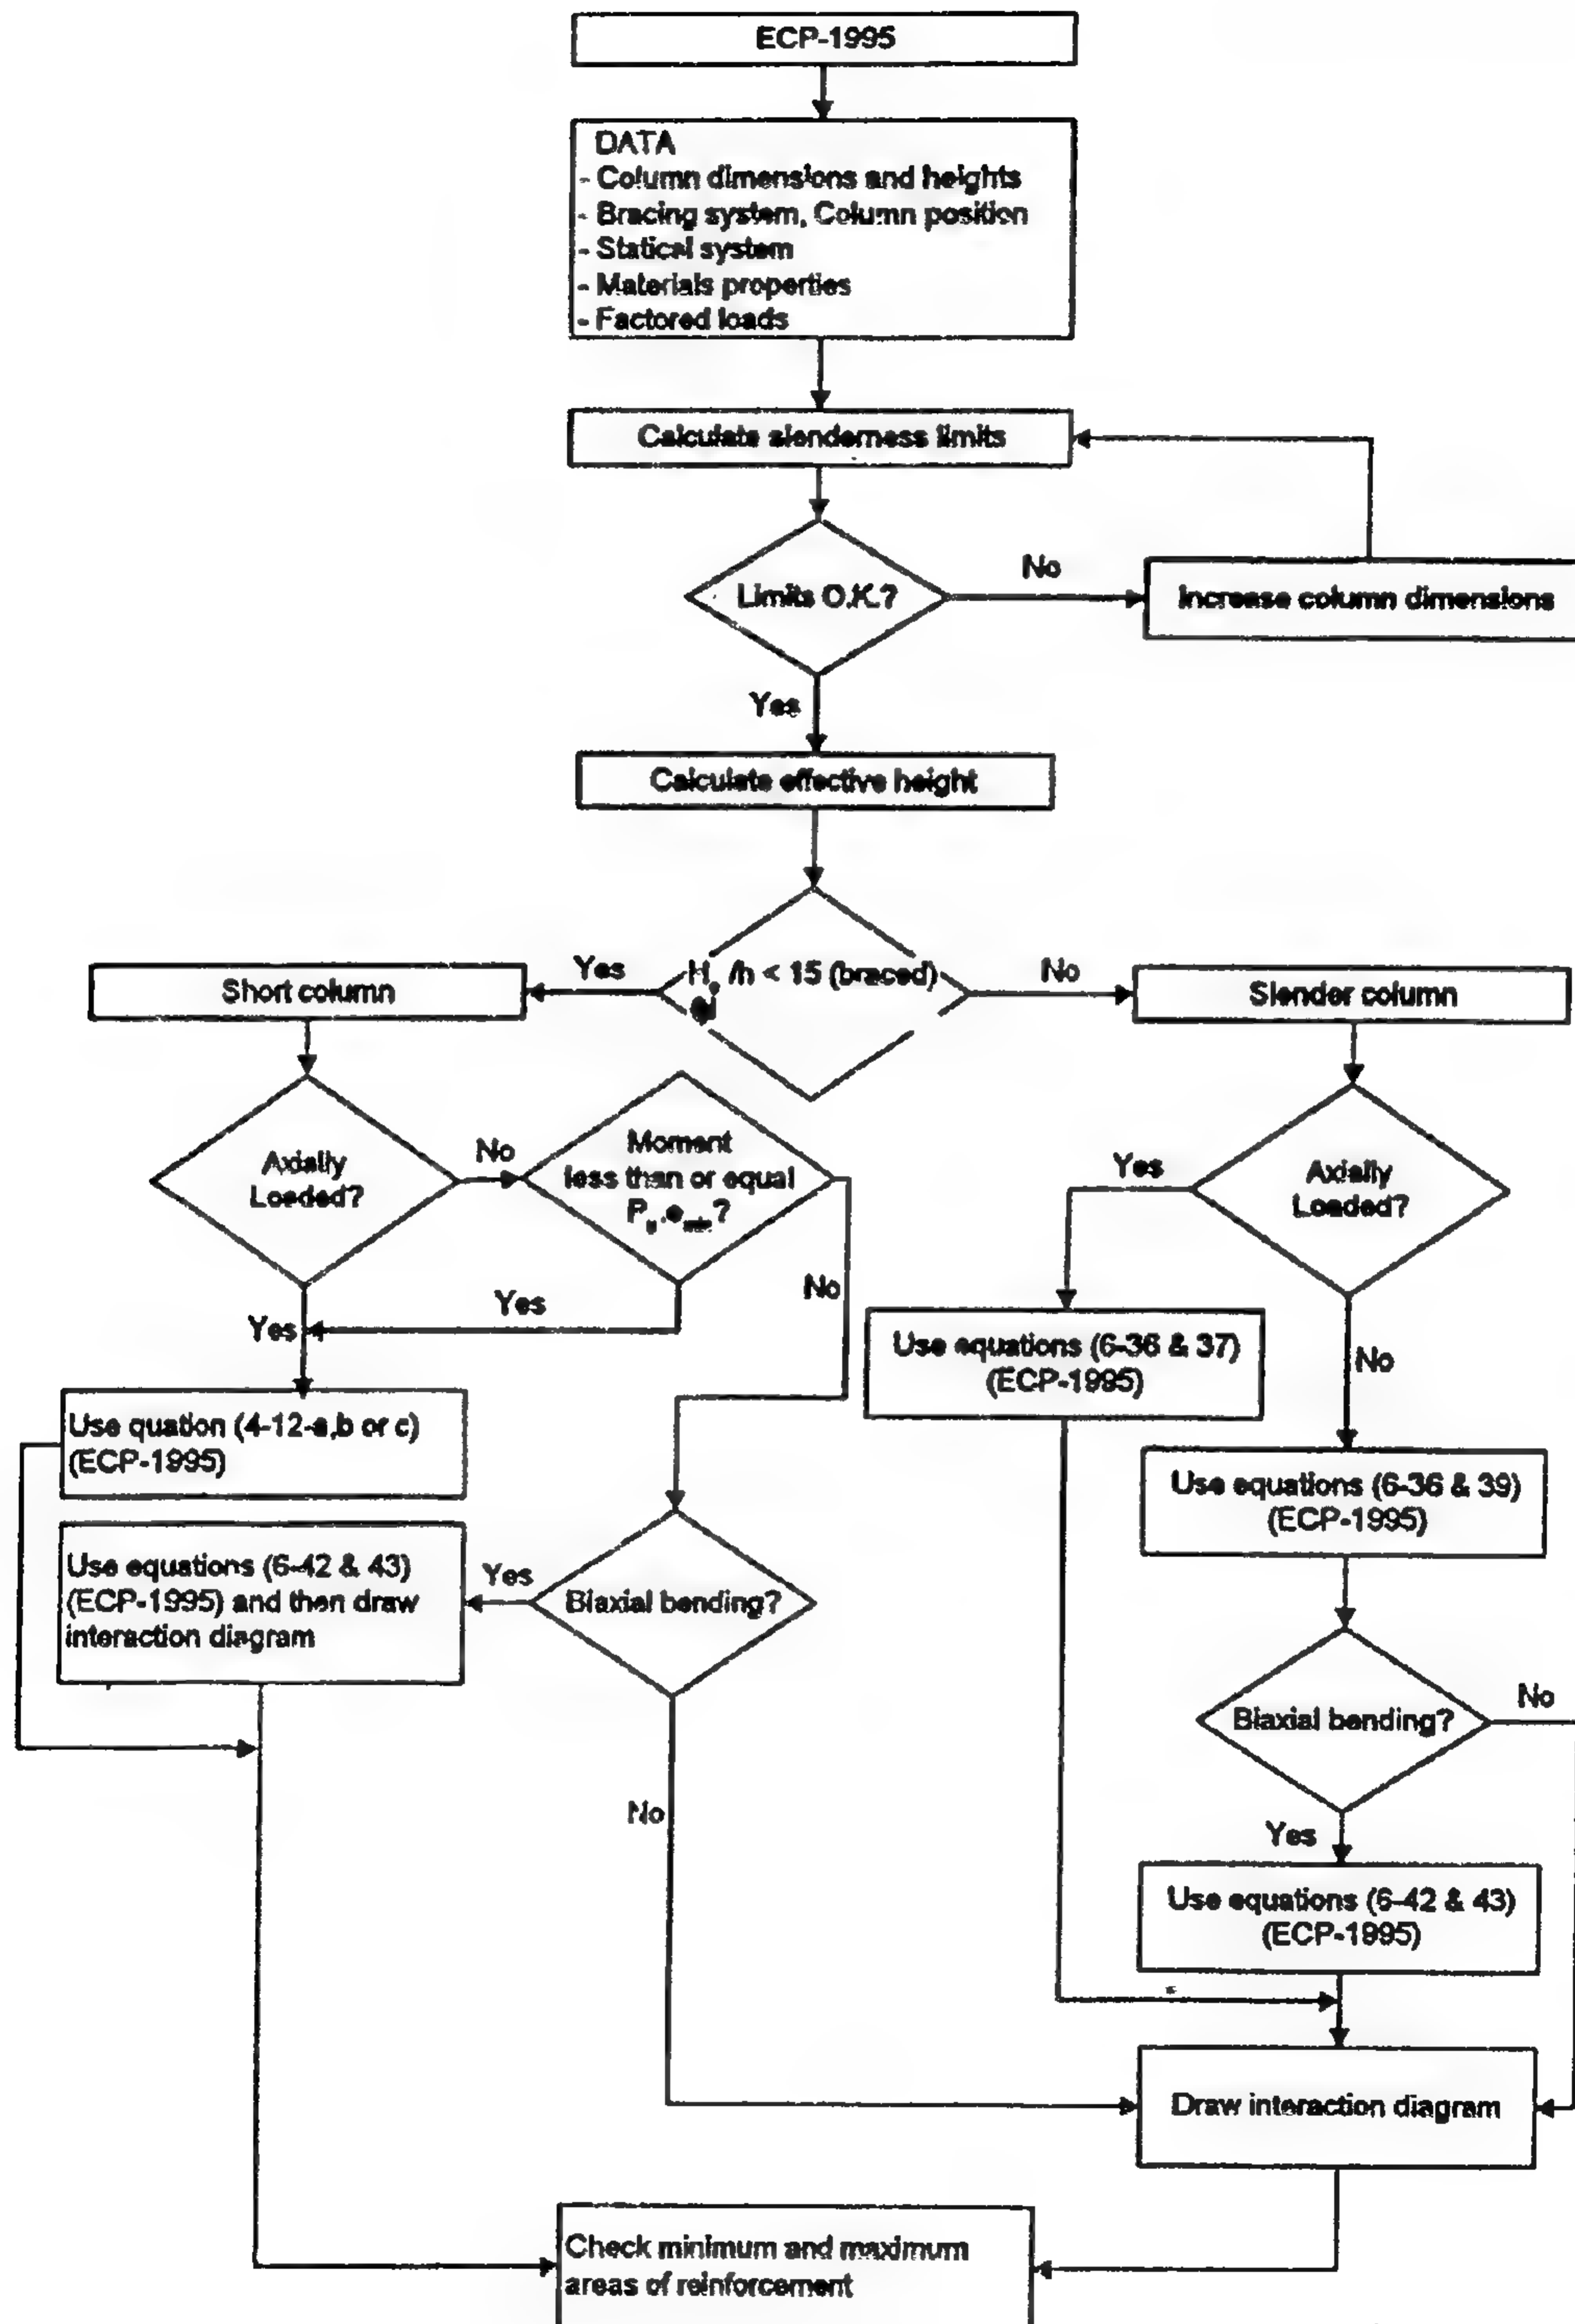 ECP-1995
DATA
- Column dimensions and heights
- Bracing system, Column position
- Statical system
- Materials properties
- Factored loads
Calculate slenderness limits
Limits O.K.?
No
Increase column dimensions
Yes
Calculate effective height
H /h < 15 (braced)
Yes
No
Short column
Slender column
Axially
Loaded?
No
Moment
less than or equal
P .e ?
Yes
Yes
No
Use quation (4-12-a,b or c)
(ECP-1995)
Biaxial bending?
Yes
Use equations (6-42 & 43)
(ECP-1995) and then draw
interaction diagram
No
Axially
Loaded?
Yes
Use equations (6-36 & 37)
(ECP-1995)
No
Use equations (6-36 & 39)
(ECP-1995)
Biaxial bending?
No
Yes
Use equations (6-42 & 43)
(ECP-1995)
Draw interaction diagram
Check minimum and maximum
areas of reinforcement